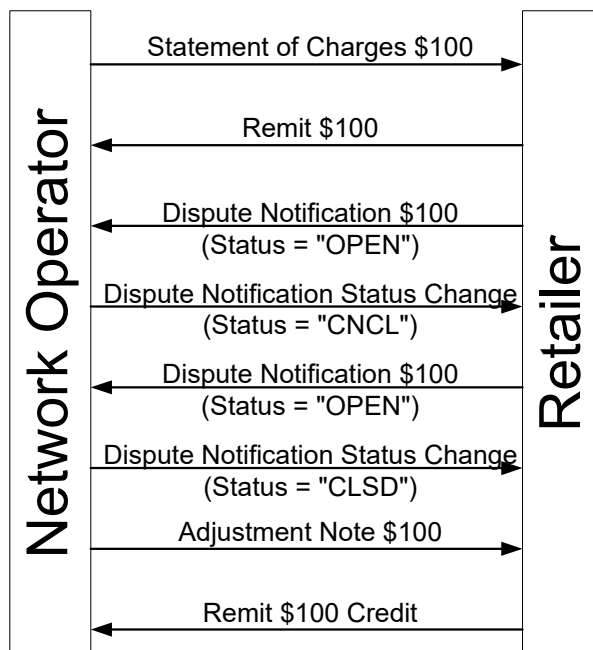 Network Operator
Retailer
Statement of Charges $100
Remit $100
Dispute Notification $100
(Status = "OPEN")
Dispute Notification Status Change
(Status = "CNCL")
Dispute Notification $100
(Status = "OPEN")
Dispute Notification Status Change
(Status = "CLSD")
Adjustment Note $100
Remit $100 Credit